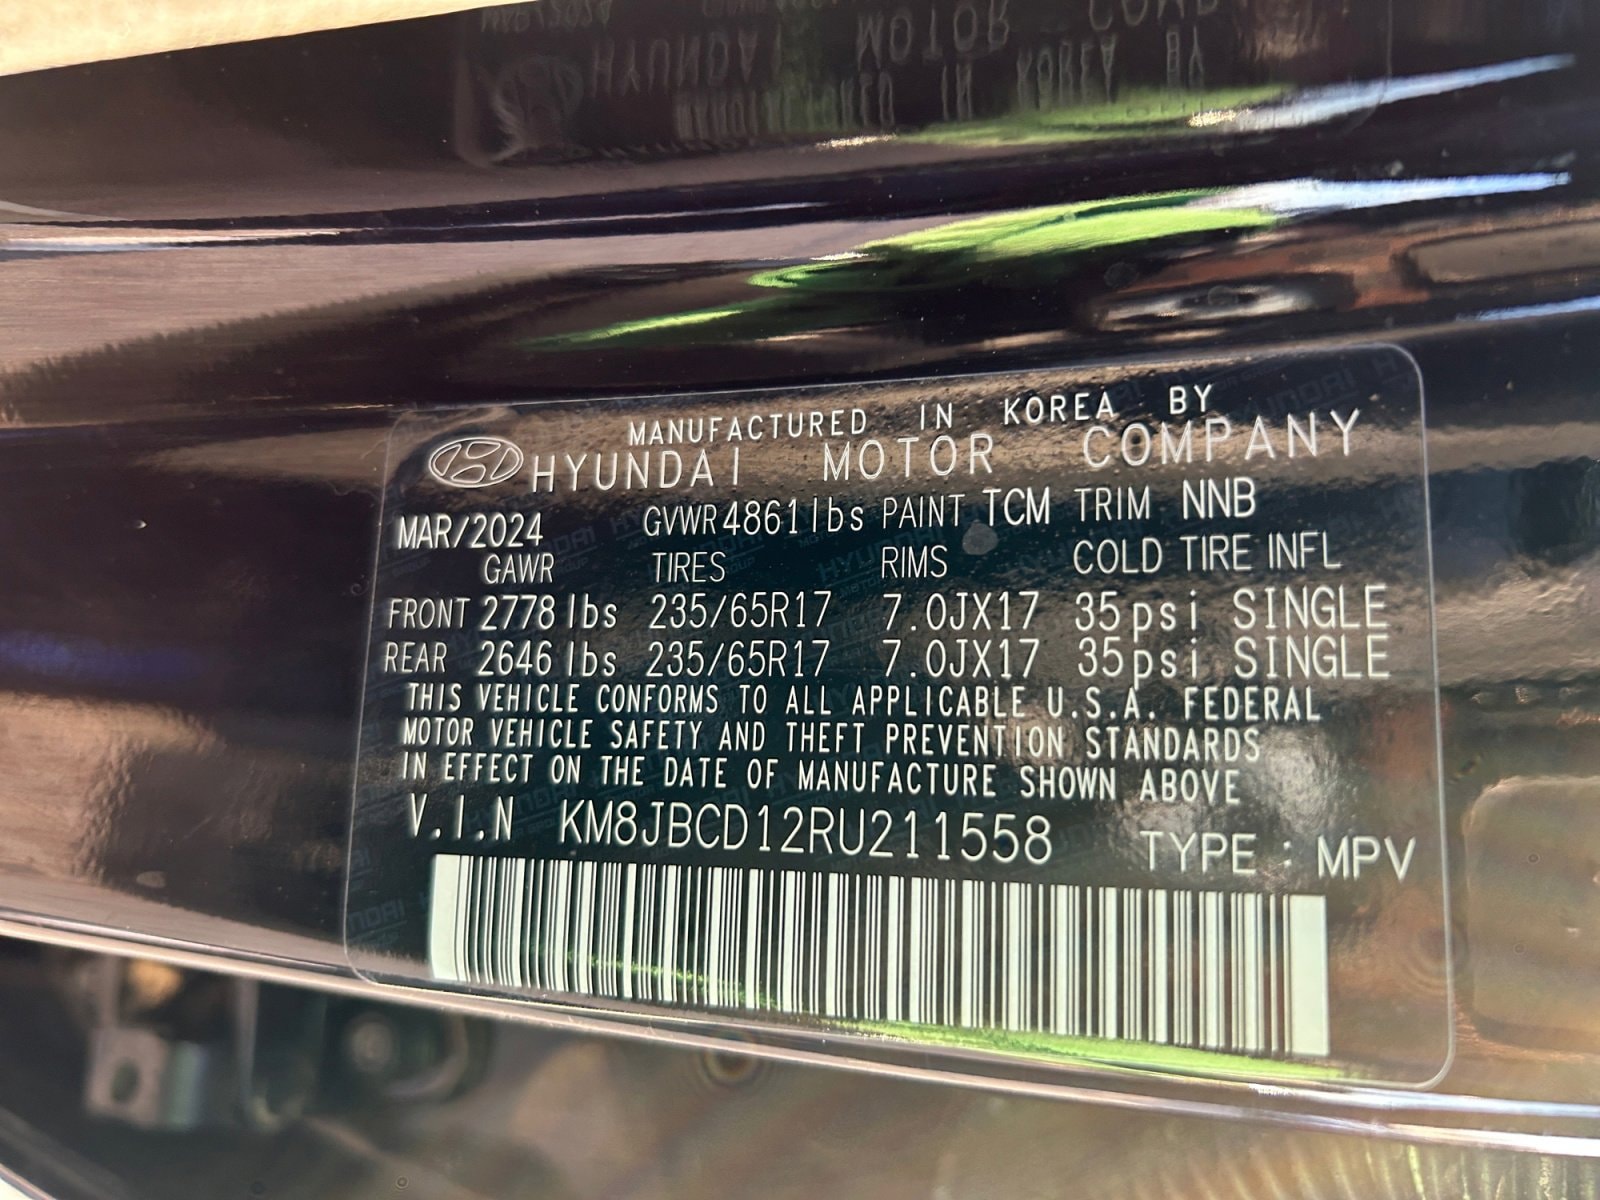 MANUFACTURED IN KOREA BY
HYUNDAI MOTOR COMPANY
MAR/2024 GVWR 4861lbs PAINT TCM TRIM NNB
GAWR TIRES RIMS COLD TIRE INFL
FRONT 2778 lbs 235/65R17 7.0JX17 35psi SINGLE
REAR 2646 lbs 235/65R17 7.0JX17 35psi SINGLE
THIS VEHICLE CONFORMS TO ALL APPLICABLE U.S.A. FEDERAL
MOTOR VEHICLE SAFETY AND THEFT PREVENTION STANDARDS
IN EFFECT ON THE DATE OF MANUFACTURE SHOWN ABOVE
V.I.N KM8JBCD12RU211558 TYPE : MPV